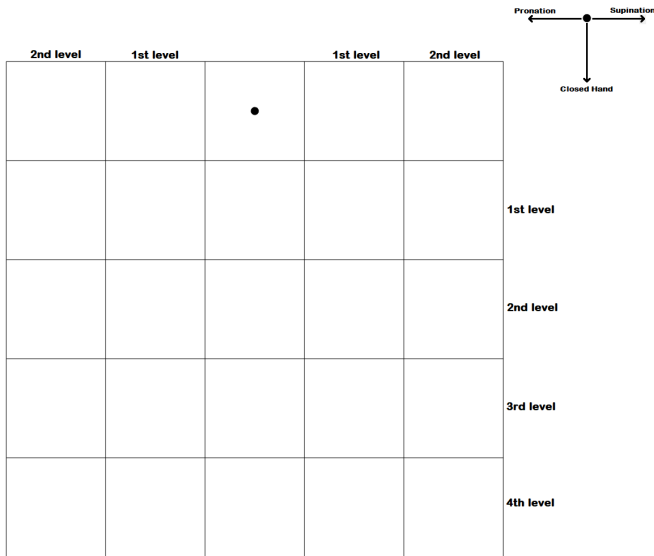 Pronation Supination
Closed Hand
2nd level 1st level 1st level 2nd level
1st level
2nd level
3rd level
4th level